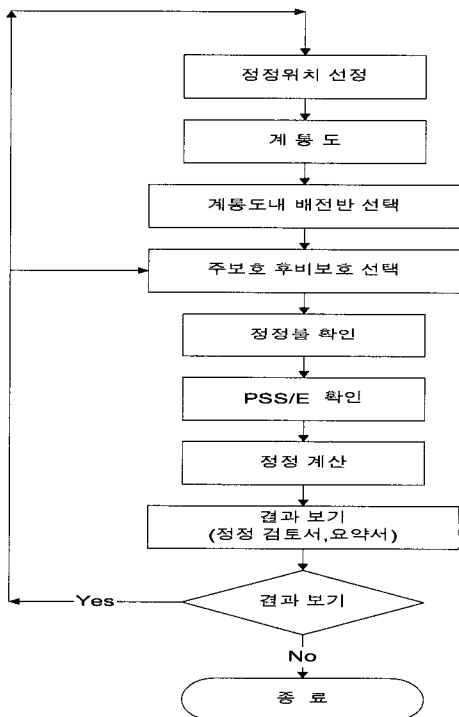 정정위치 선정
계 통 도
계통도내 배전반 선택
주보호 후비보호 선택
정정룰 확인
PSS/E 확인
정정 계산
결과 보기
(정정 검토서,요약서)
결과 보기
Yes
No
종 료